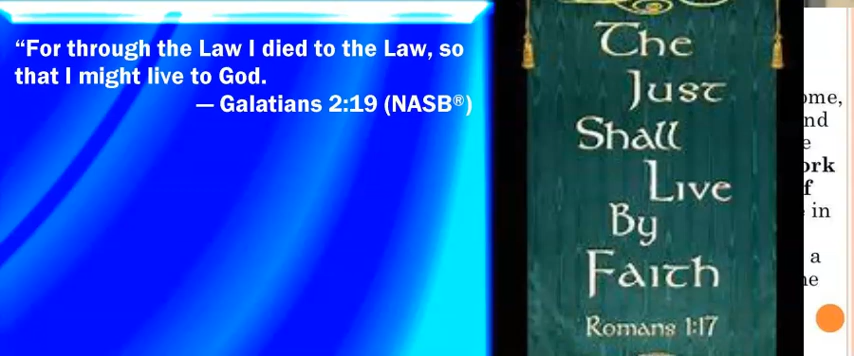 “For through the Law I died to the Law, so
that I might live to God.
— Galatians 2:19 (NASB®)
The
Just
Shall
Live
By
Faith
Romans 1:17
in
a